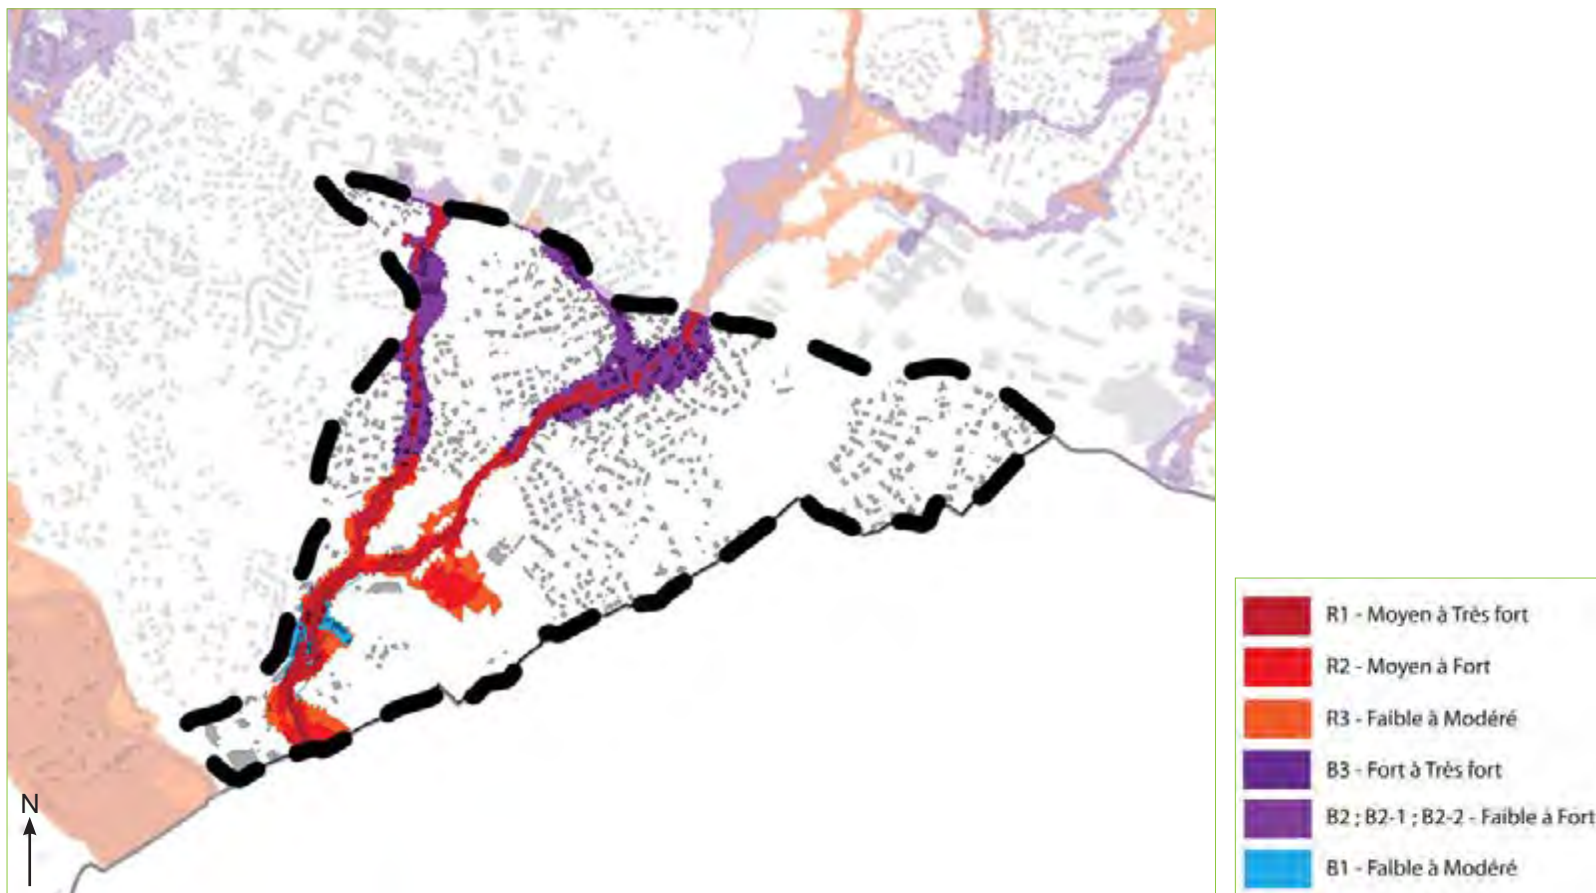 N
R1 - Moyen à Très fort
R2 - Moyen à Fort
R3 - Faible à Modéré
B3 - Fort à Très fort
B2 ; B2-1 ; B2-2 - Faible à Fort
B1 - Faible à Modéré